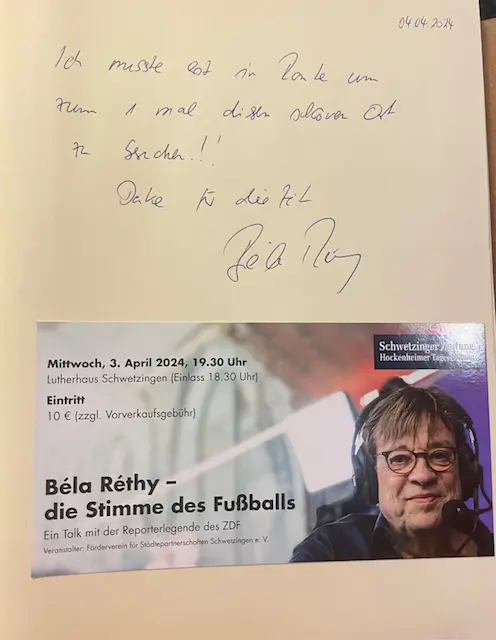 04.04.2024
Ich musste erst in Rente um
zum 1 mal diesen schönen Ort
zu besuchen!!
Danke für die Zeit
Béla Réthy
Schwetzinger Zeitung
Hockenheimer Tageszeitung
Mittwoch, 3. April 2024, 19.30 Uhr
Lutherhaus Schwetzingen (Einlass 18.30 Uhr)
Eintritt
10 € (zzgl. Vorverkaufsgebühr)
Béla Réthy –
die Stimme des Fußballs
Ein Talk mit der Reporterlegende des ZDF
Veranstalter: Förderverein für Städtepartnerschaften Schwetzingen e. V.